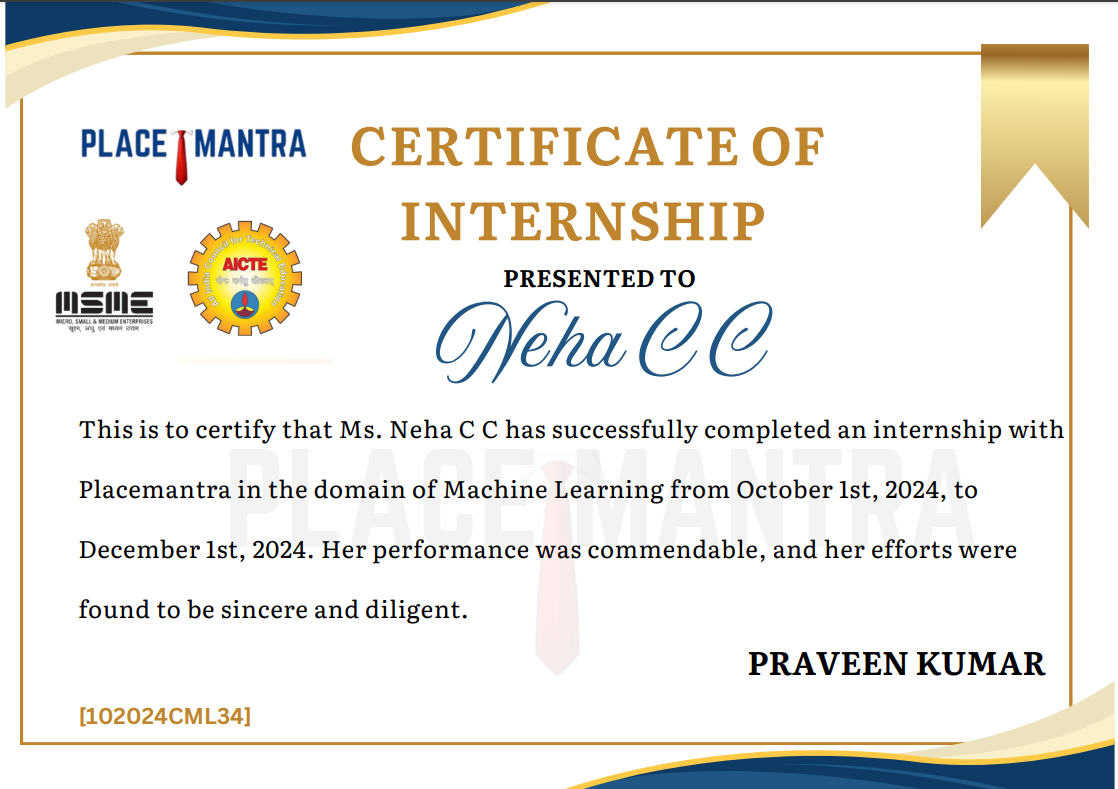 PLACE MANTRA
CERTIFICATE OF
INTERNSHIP
PRESENTED TO
Neha C C
MSME
MICRO, SMALL & MEDIUM ENTERPRISES
सूक्ष्म, लघु एवं मध्यम उद्यम
All India Council for Technical Education
AICTE
This is to certify that Ms. Neha C C has successfully completed an internship with
Placemantra in the domain of Machine Learning from October 1st, 2024, to
December 1st, 2024. Her performance was commendable, and her efforts were
found to be sincere and diligent.
PLACE MANTRA
PRAVEEN KUMAR
[102024CML34]